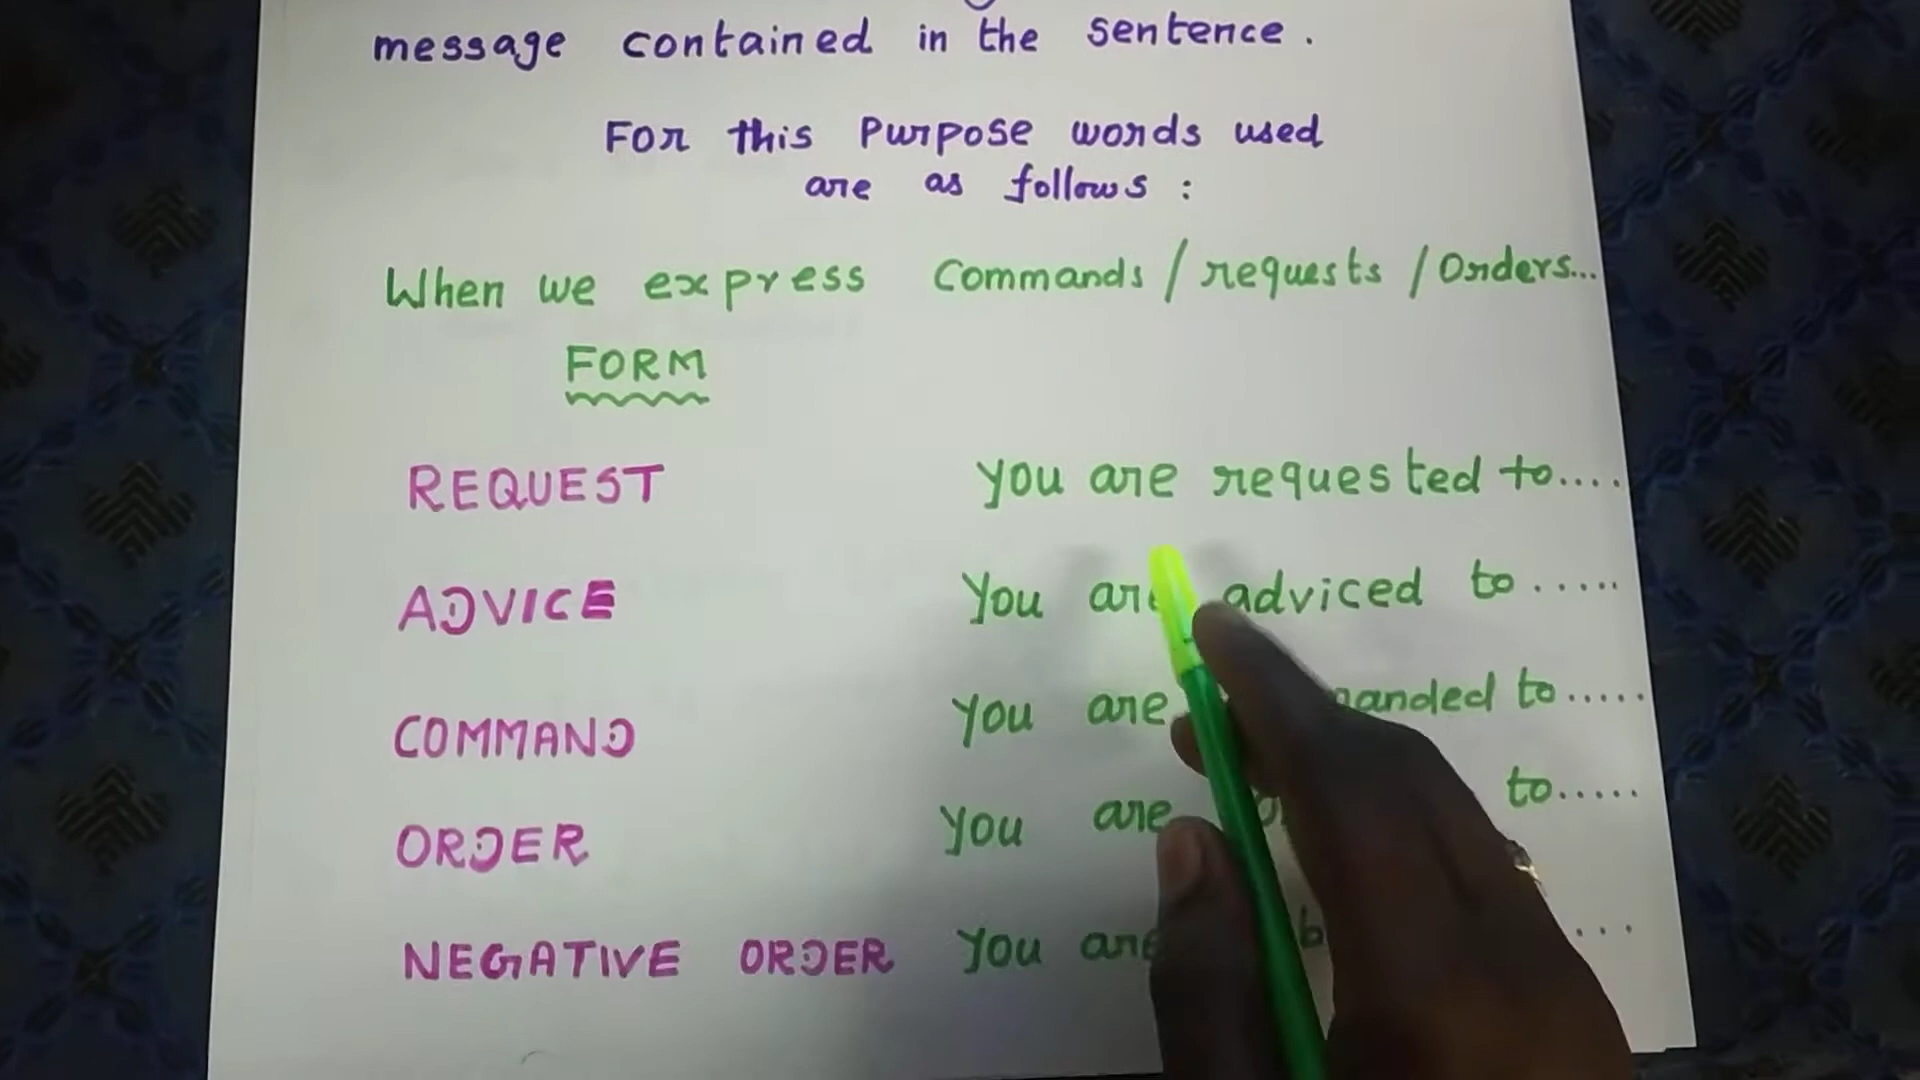 message contained in the sentence.
For this Purpose words used
are as follows :
When we express Commands / requests / Orders...
FORM
REQUEST You are requested to....
ADVICE You are adviced to.....
COMMAND You are to.....
ORDER You are to.....
NEGATIVE ORDER You are ...